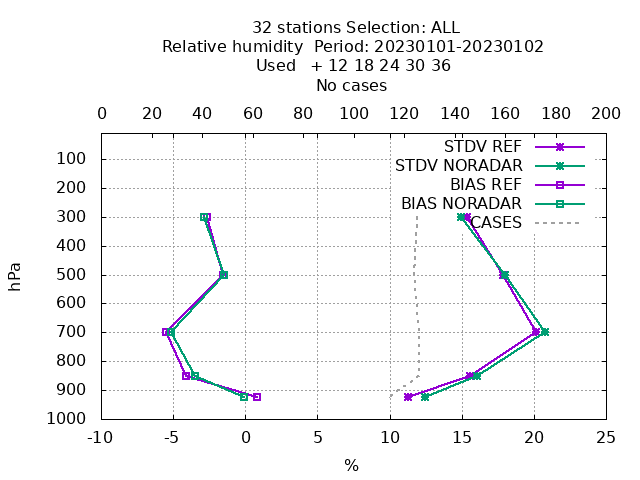 32 stations Selection: ALL
Relative humidity  Period: 20230101-20230102
Used   + 12 18 24 30 36
No cases
0 20 40 60 80 100 120 140 160 180 200
STDV REF
STDV NORADAR
BIAS REF
BIAS NORADAR
CASES
hPa
100
200
300
400
500
600
700
800
900
1000
-10 -5 0 5 10 15 20 25
%